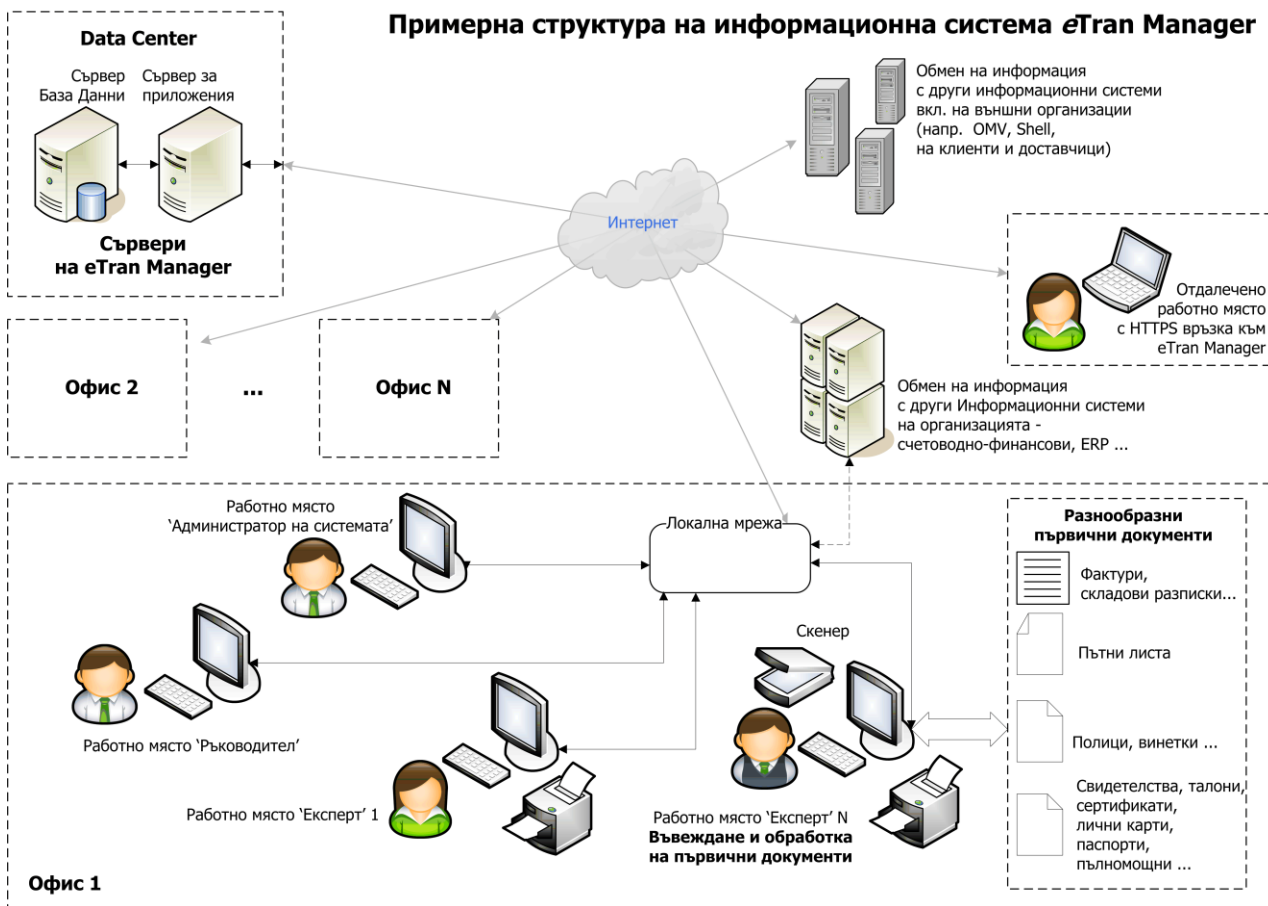 Примерна структура на информационна система eTran Manager
Data Center
Сървер
База Данни
Сървер за
приложения
Сървери
на eTran Manager
Обмен на информация
с други информационни системи
вкл. на външни организации
(напр. OMV, Shell,
на клиенти и доставчици)
Интернет
Отдалечено
работно място
с HTTPS връзка към
eTran Manager
Офис 2
...
Офис N
Обмен на информация
с други Информационни системи
на организацията -
счетоводно-финансови, ERP ...
Работно място
‘Администратор на системата’
Локална мрежа
Разнообразни
първични документи
Фактури,
складови разписки...
Пътни листа
Полици, винетки ...
Свидетелства, талони,
сертификати,
лични карти,
паспорти,
пълномощни ...
Скенер
Работно място ‘Ръководител’
Работно място ‘Експерт’ 1
Работно място ‘Експерт’ N
Въвеждане и обработка
на първични документи
Офис 1